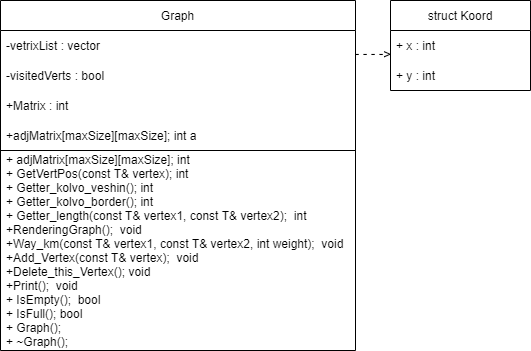 Graph
-vetrixList : vector
-visitedVerts : bool
+Matrix : int
+adjMatrix[maxSize][maxSize]; int a
+ adjMatrix[maxSize][maxSize]; int
+ GetVertPos(const T& vertex); int
+ Getter_kolvo_veshin(); int
+ Getter_kolvo_border(); int
+ Getter_length(const T& vertex1, const T& vertex2); int
+RenderingGraph(); void
+Way_km(const T& vertex1, const T& vertex2, int weight); void
+Add_Vertex(const T& vertex); void
+Delete_this_Vertex(); void
+Print(); void
+ IsEmpty(); bool
+ IsFull(); bool
+ Graph();
+ ~Graph();
struct Koord
+ x : int
+ y : int